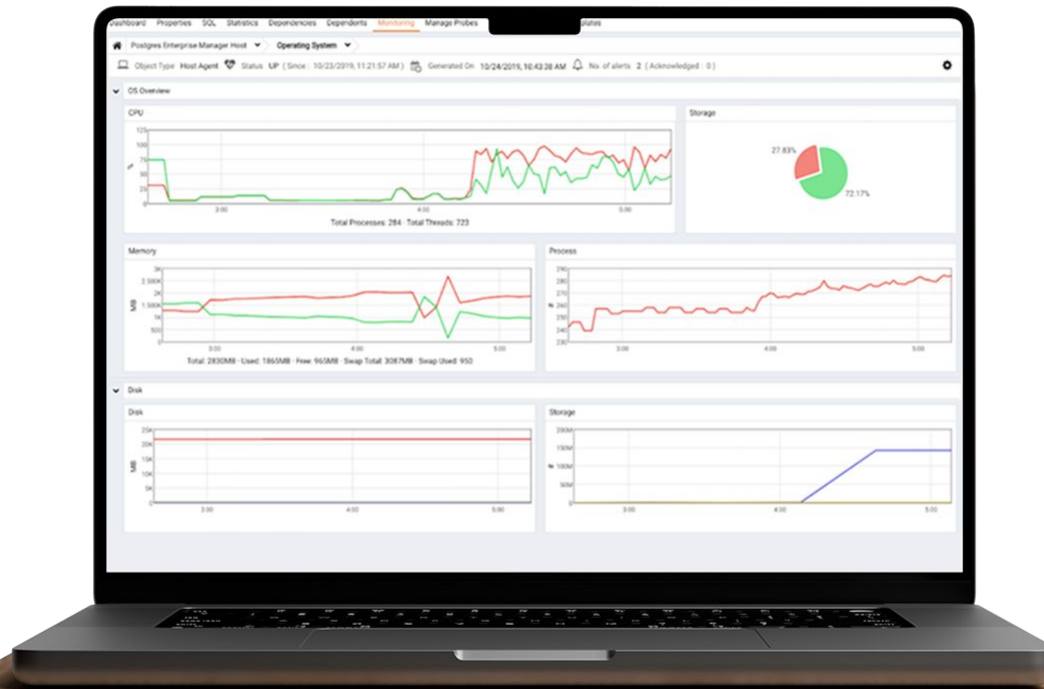 Dashboard Properties SQL Statistics Dependencies Dependents Monitoring Manage Probes
Postgres Enterprise Manager Host Operating System
Object Type Host Agent Status UP (Since : 10/23/2019, 11:21:57 AM) Generated On 10/24/2019, 10:43:38 AM No. of alerts 2 (Acknowledged : 0)
OS Overview
CPU
125
100
75
50
25
0
%
3:00 4:00 5:00
Total Processes: 284 · Total Threads: 723
Storage
27.83%
72.17%
Memory
3K
2.500K
2K
1.500K
1K
500
0
MB
3:00 4:00 5:00
Total: 2830MB · Used: 1865MB · Free: 965MB · Swap Total: 3087MB · Swap Used: 950
Process
290
280
270
260
250
240
230
#
3:00 4:00 5:00
Disk
Disk
25K
20K
15K
10K
5K
0
MB
3:00 4:00 5:00
Storage
200M
150M
100M
50M
0
#
3:00 4:00 5:00